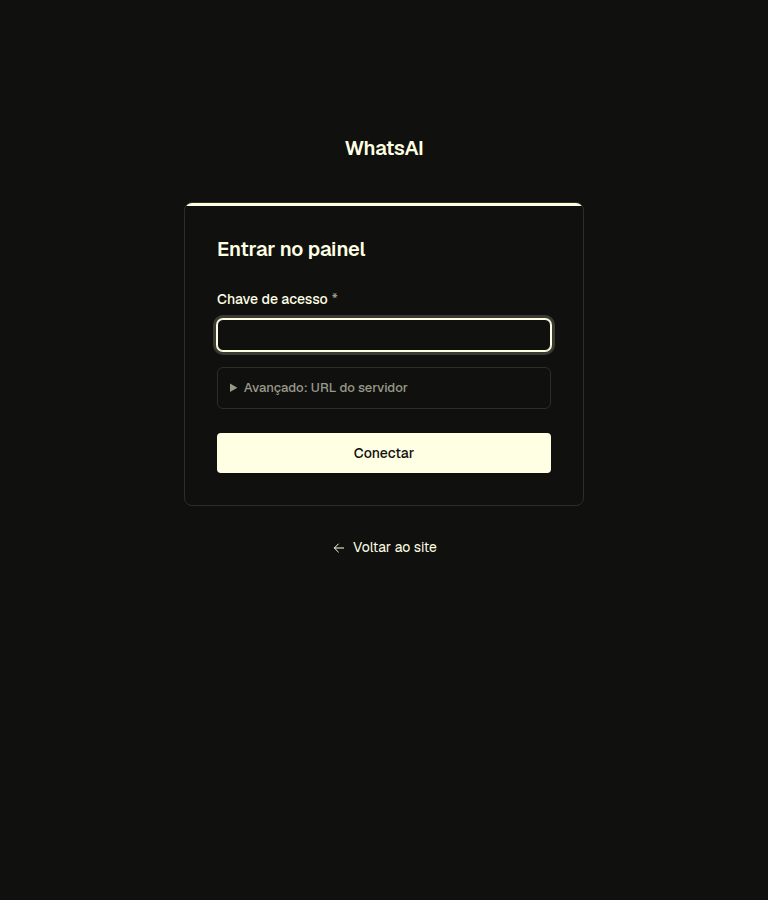 WhatsAI
Entrar no painel
Chave de acesso *
Avançado: URL do servidor
Conectar
Voltar ao site